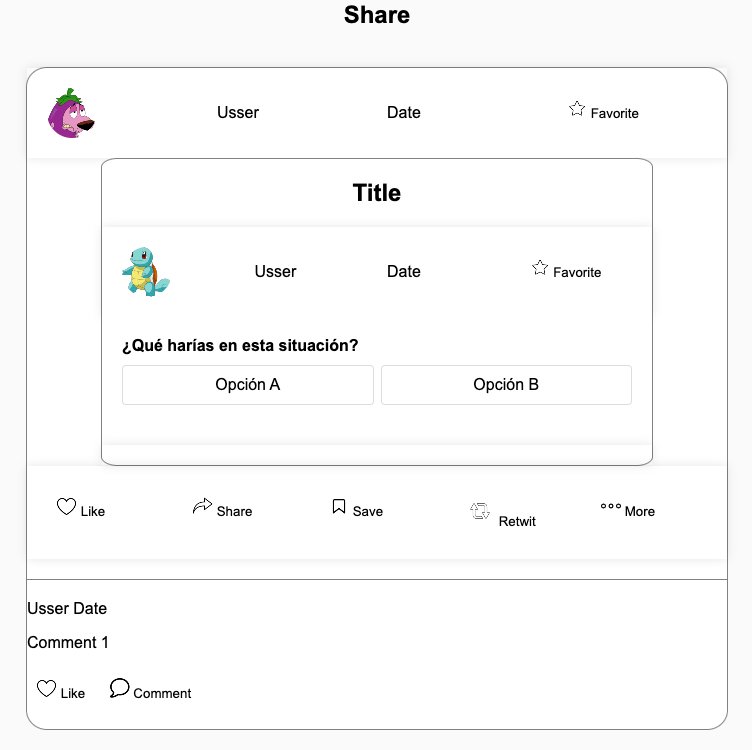 Share
Usser Date Favorite
Title
Usser Date Favorite
¿Qué harías en esta situación?
Opción A Opción B
Like Share Save Retwit More
Usser Date
Comment 1
Like Comment